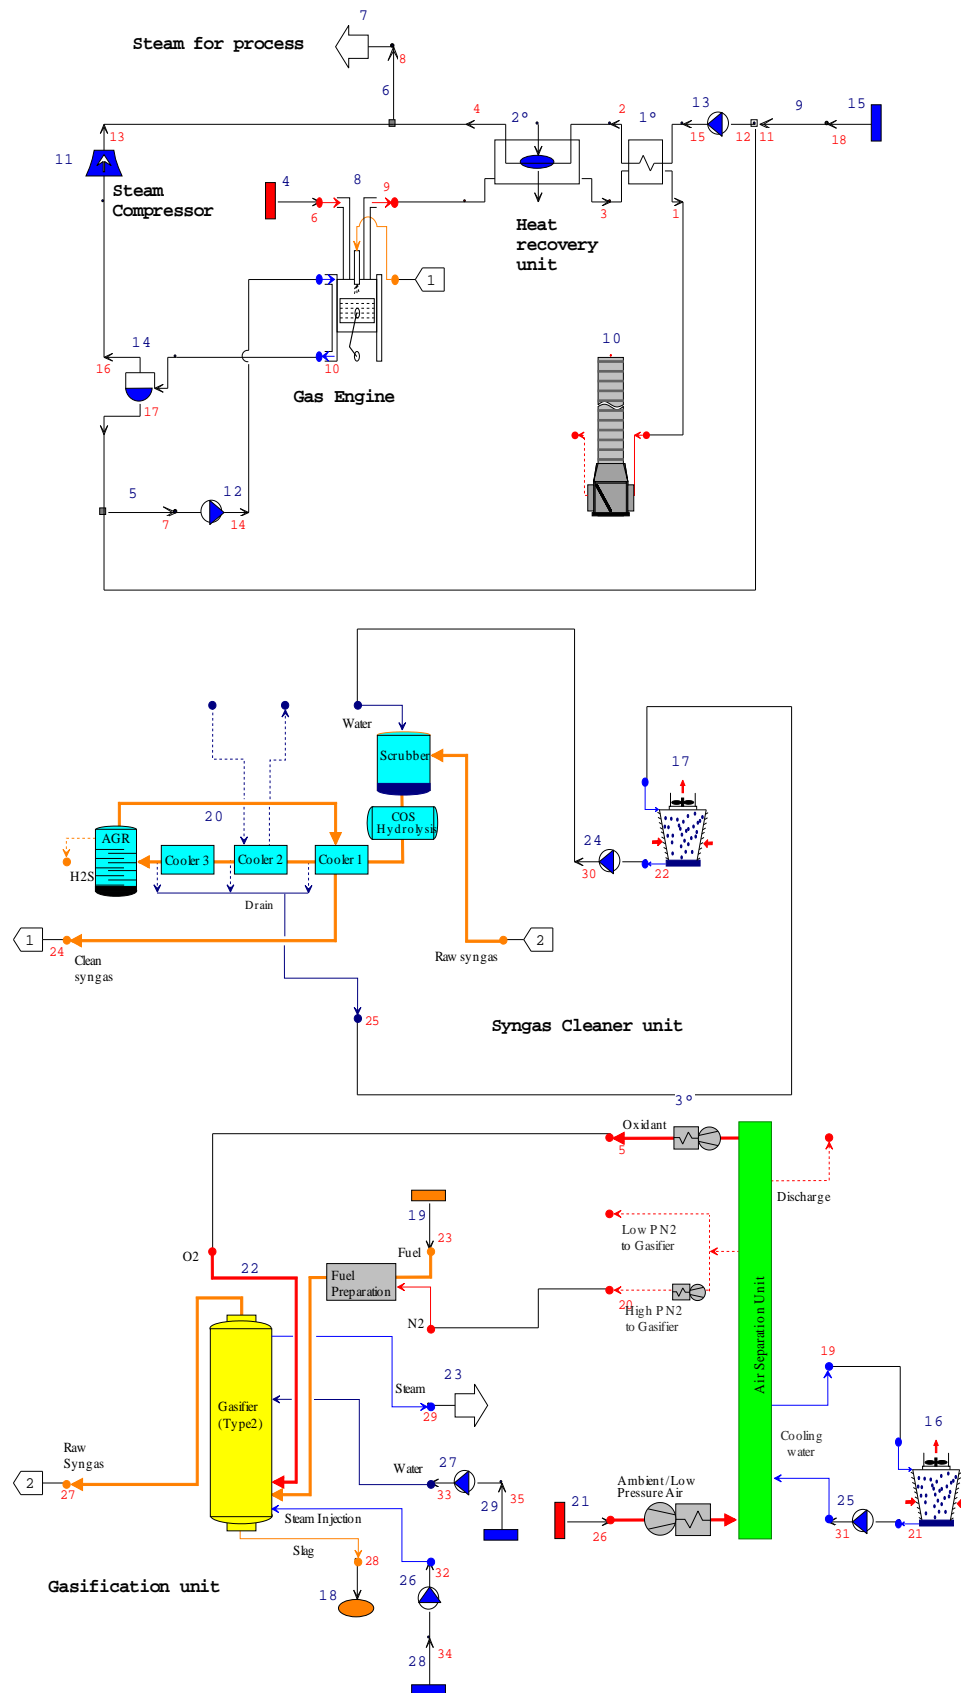 7
Steam for process
8
6
4
2°
2
1°
13
9
15
13
15
12
11
18
11
Steam
Compressor
4
8
9
6
3
1
Heat
recovery
unit
1
10
14
16
10
17
Gas Engine
5
12
7
14
Water
17
Scrubber
COS
Hydrolysis
20
AGR
Cooler 3
Cooler 2
Cooler 1
24
30
22
H2S
Drain
1
24
2
Clean
syngas
Raw syngas
25
Syngas Cleaner unit
3°
Oxidant
5
Discharge
19
23
Low PN2
to Gasifier
Fuel
O2
22
Fuel
Preparation
20
High PN2
to Gasifier
N2
Air Separation Unit
19
23
Steam
29
Gasifier
(Type2)
16
Cooling
water
Raw
Syngas
2
27
Water
27
33
35
29
Ambient/Low
Pressure Air
21
26
25
31
21
Steam Injection
Slag
28
32
26
18
Gasification unit
34
28